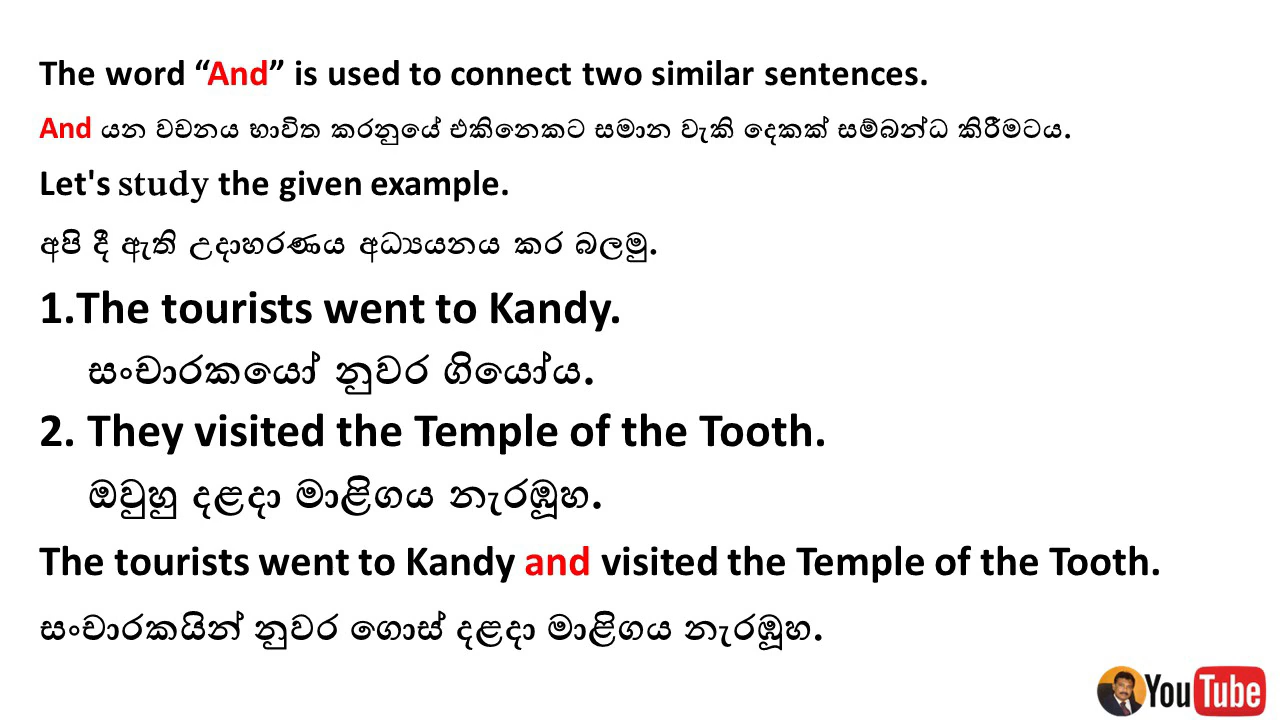 The word “And” is used to connect two similar sentences.
And යන වචනය භාවිත කරනුයේ එකිනෙකට සමාන වැකි දෙකක් සම්බන්ධ කිරීමටය.
Let's study the given example.
අපි දී ඇති උදාහරණය අධ්‍යයනය කර බලමු.
1.The tourists went to Kandy.
සංචාරකයෝ නුවර ගියෝය.
2. They visited the Temple of the Tooth.
ඔවුහු දළදා මාළිගය නැරඹූහ.
The tourists went to Kandy and visited the Temple of the Tooth.
සංචාරකයින් නුවර ගොස් දළදා මාළිගය නැරඹූහ.
YouTube